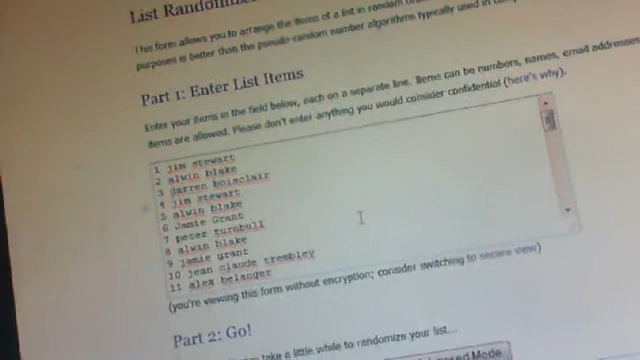 List Randomizer
This form allows you to arrange the items of a list in random
purposes is better than the pseudo-random number algorithms typically used in
Part 1: Enter List Items
Enter your items in the field below, each on a separate line. Items can be numbers, names, email addresses
items are allowed. Please don't enter anything you would consider confidential (here's why).
1 jim stewart
2 alwin blake
3 darren boisclair
4 jim stewart
5 alwin blake
6 Jamie Grant
7 peter turnbull
8 alwin blake
9 jamie grant
10 jean claude trembley
11 alex belanger
(you're viewing this form without encryption; consider switching to secure view)
Part 2: Go!
take a little while to randomize your list...
Mode